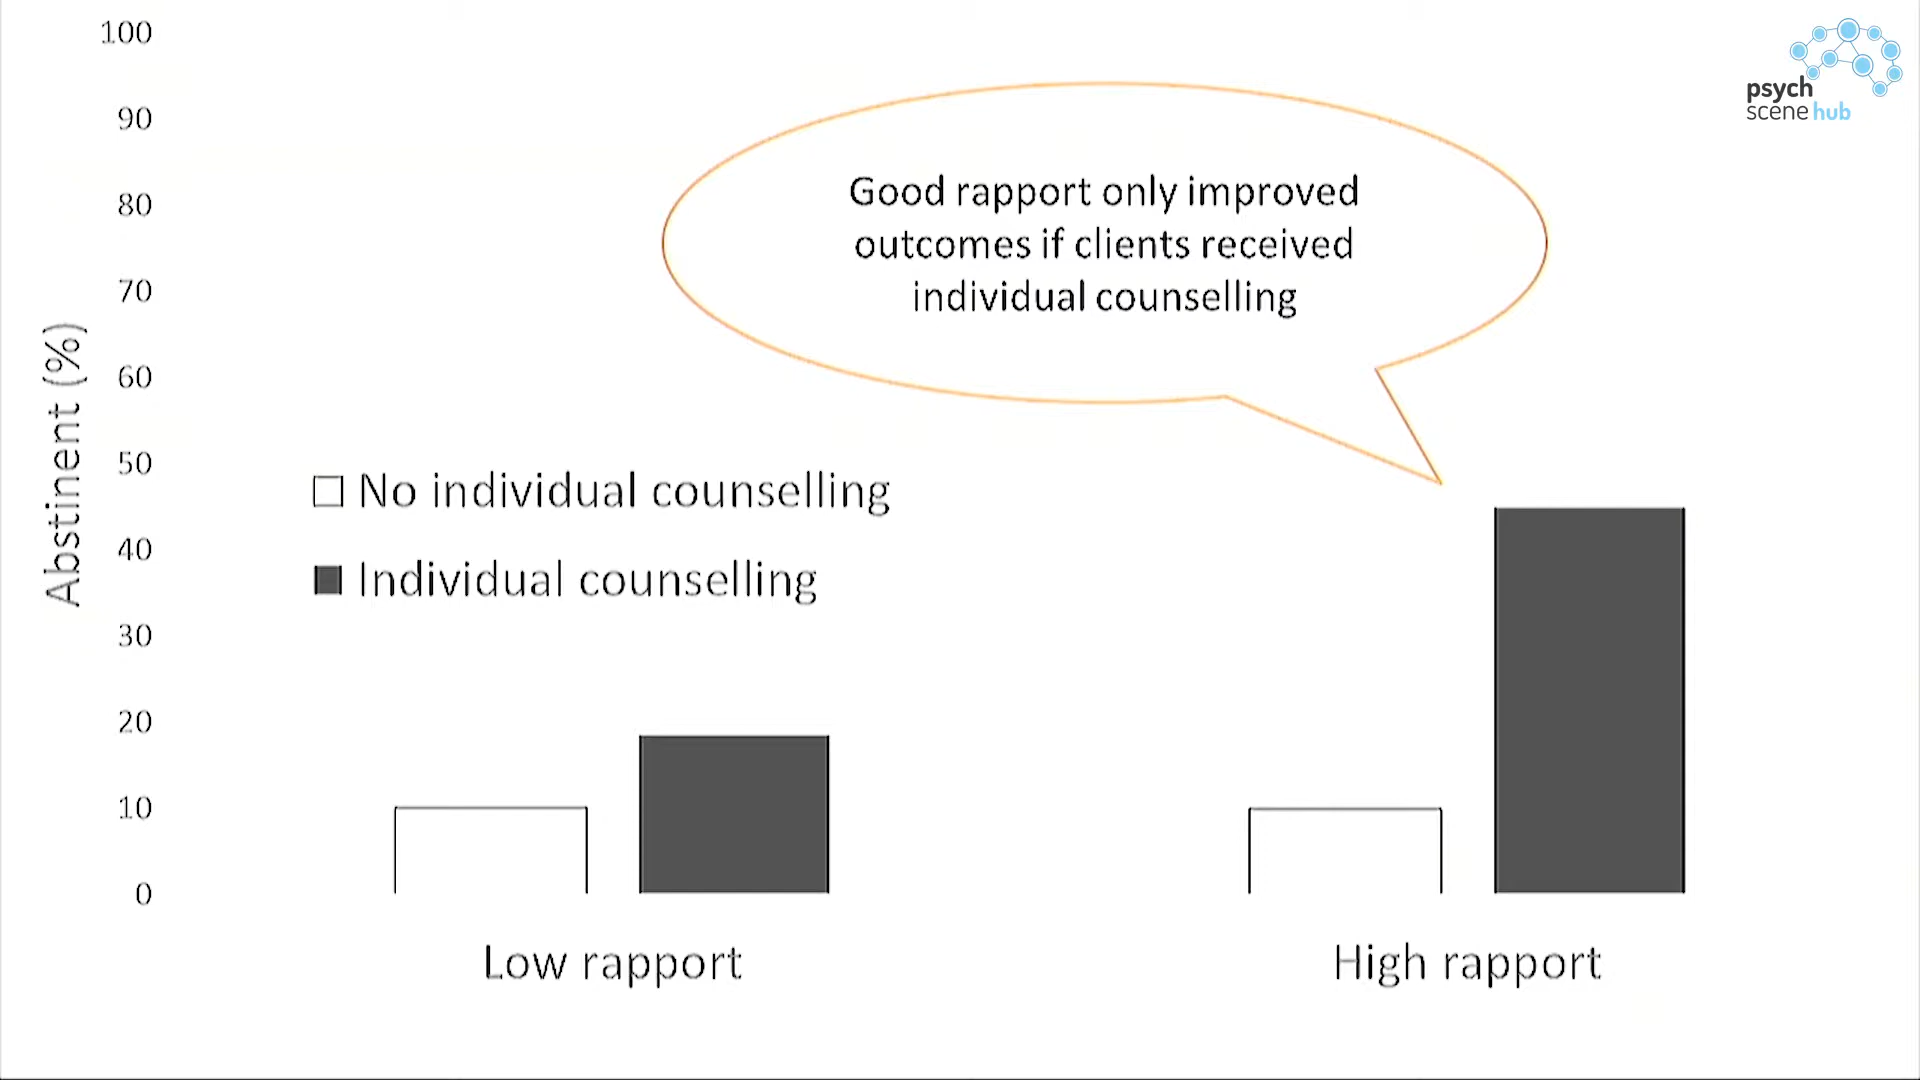 100
90
80
70
60
50
40
30
20
10
0
Abstinent (%)
psych
scene hub
Good rapport only improved
outcomes if clients received
individual counselling
No individual counselling
Individual counselling
Low rapport
High rapport